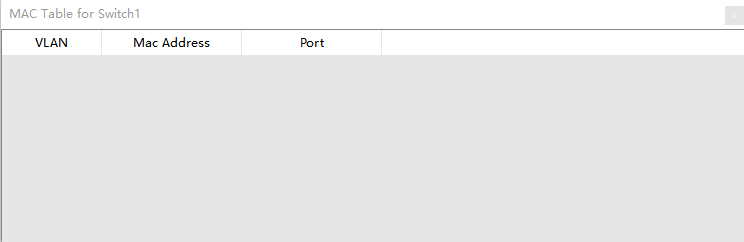 MAC Table for Switch1
VLAN Mac Address Port